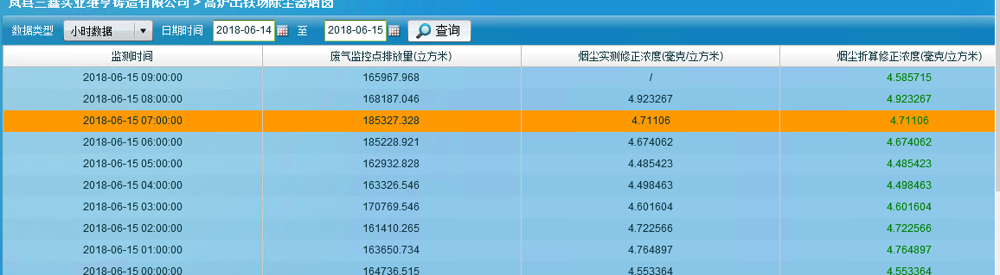 岚县三鑫实业继亨铸造有限公司 > 高炉出铁场除尘器烟囱
数据类型 小时数据 日期时间 2018-06-14 至 2018-06-15 查询
监测时间 废气监控点排放量(立方米) 烟尘实测修正浓度(毫克/立方米) 烟尘折算修正浓度(毫克/立方米)
2018-06-15 09:00:00 165967.968 / 4.585715
2018-06-15 08:00:00 168187.046 4.923267 4.923267
2018-06-15 07:00:00 185327.328 4.71106 4.71106
2018-06-15 06:00:00 185228.921 4.674062 4.674062
2018-06-15 05:00:00 162932.828 4.485423 4.485423
2018-06-15 04:00:00 163326.546 4.498463 4.498463
2018-06-15 03:00:00 170769.546 4.601604 4.601604
2018-06-15 02:00:00 161410.265 4.722566 4.722566
2018-06-15 01:00:00 163650.734 4.764897 4.764897
2018-06-15 00:00:00 164736.515 4.553364 4.553364